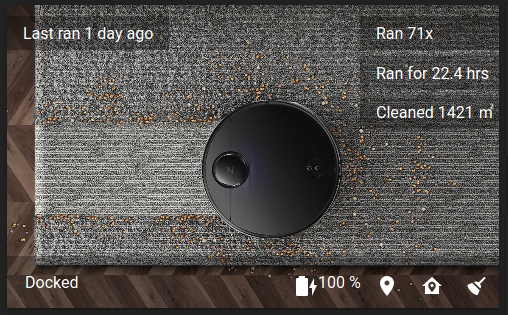 Last ran 1 day ago
Ran 71x
Ran for 22.4 hrs
Cleaned 1421 m²
Docked
100 %